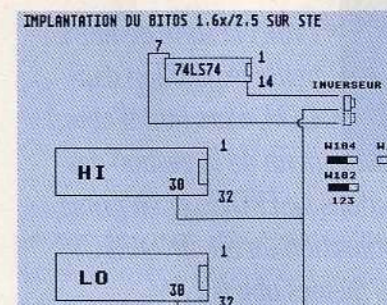 IMPLANTATION DU BITOS 1.6x/2.5 SUR STE
7
1
74LS74
14
INVERSEUR
1
W104
W102
123
HI
30
32
1
LO
30
32